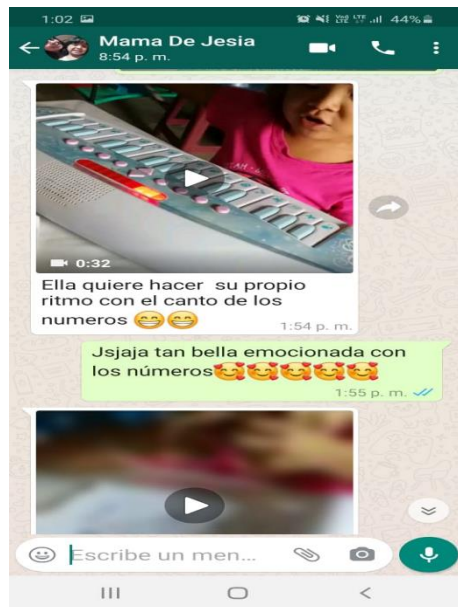 1:02 44%
Mama De Jesia
8:54 p. m.
0:32
Ella quiere hacer su propio
ritmo con el canto de los
numeros 😁😁
1:54 p. m.
Jsjaja tan bella emocionada con
los números🥰🥰🥰🥰🥰
1:55 p. m.
Escribe un men...